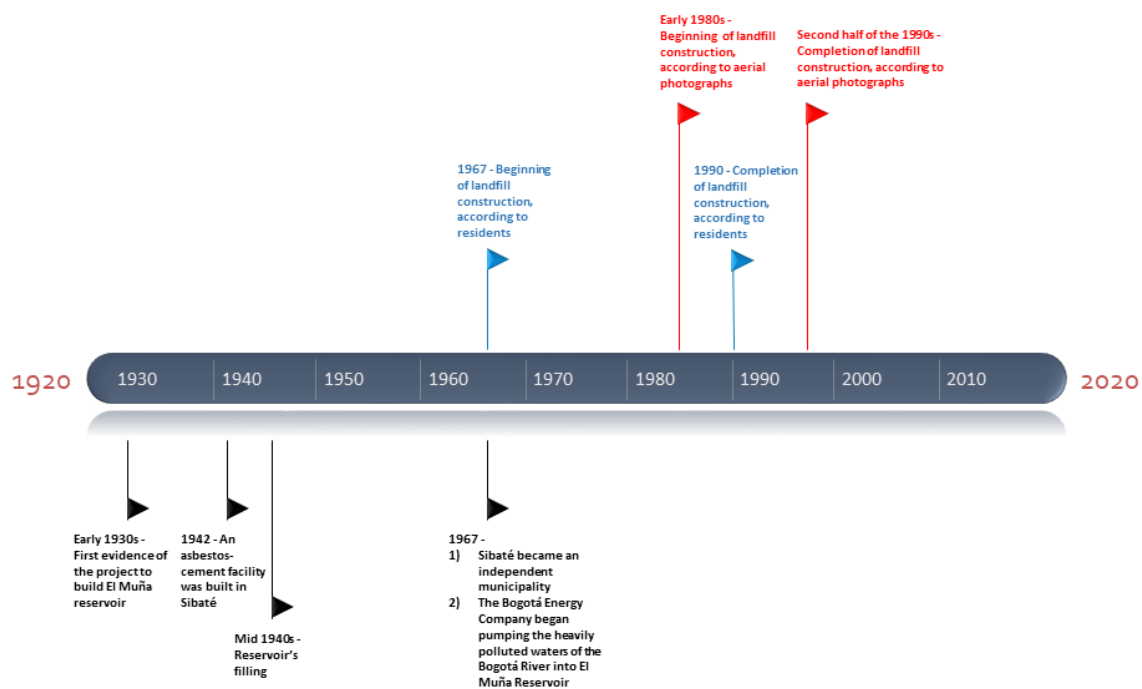 Early 1980s -
Beginning of landfill
construction,
according to aerial
photographs
Second half of the 1990s -
Completion of landfill
construction, according to
aerial photographs
1967 - Beginning
of landfill
construction,
according to
residents
1990 - Completion
of landfill
construction,
according to
residents
1920 1930 1940 1950 1960 1970 1980 1990 2000 2010 2020
Early 1930s -
First evidence of
the project to
build El Muña
reservoir
1942 - An
asbestos-
cement facility
was built in
Sibaté
Mid 1940s -
Reservoir's
filling
1967 -
1) Sibaté became an
independent
municipality
2) The Bogotá Energy
Company began
pumping the heavily
polluted waters of the
Bogotá River into El
Muña Reservoir